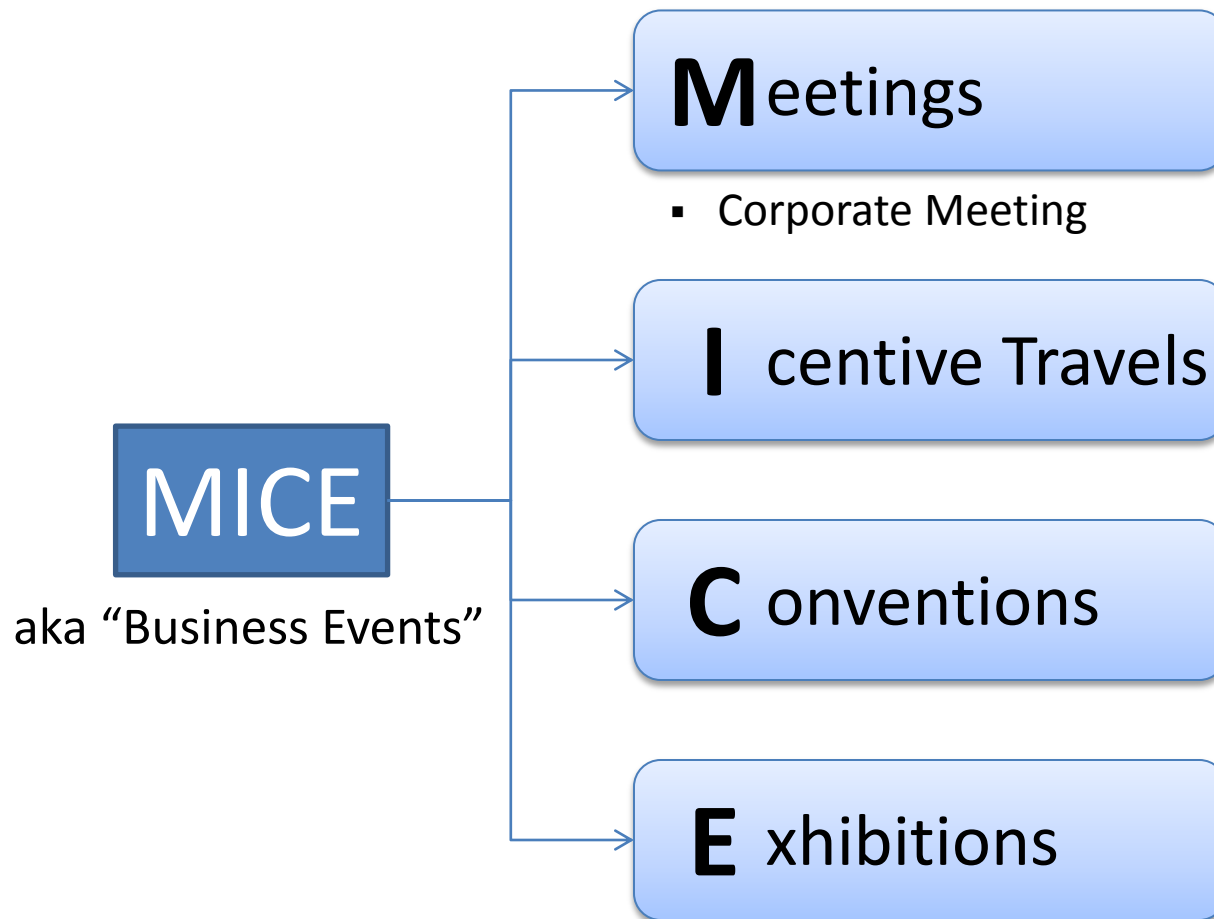 Meetings
▪ Corporate Meeting
I centive Travels
MICE
aka “Business Events”
C onventions
E xhibitions